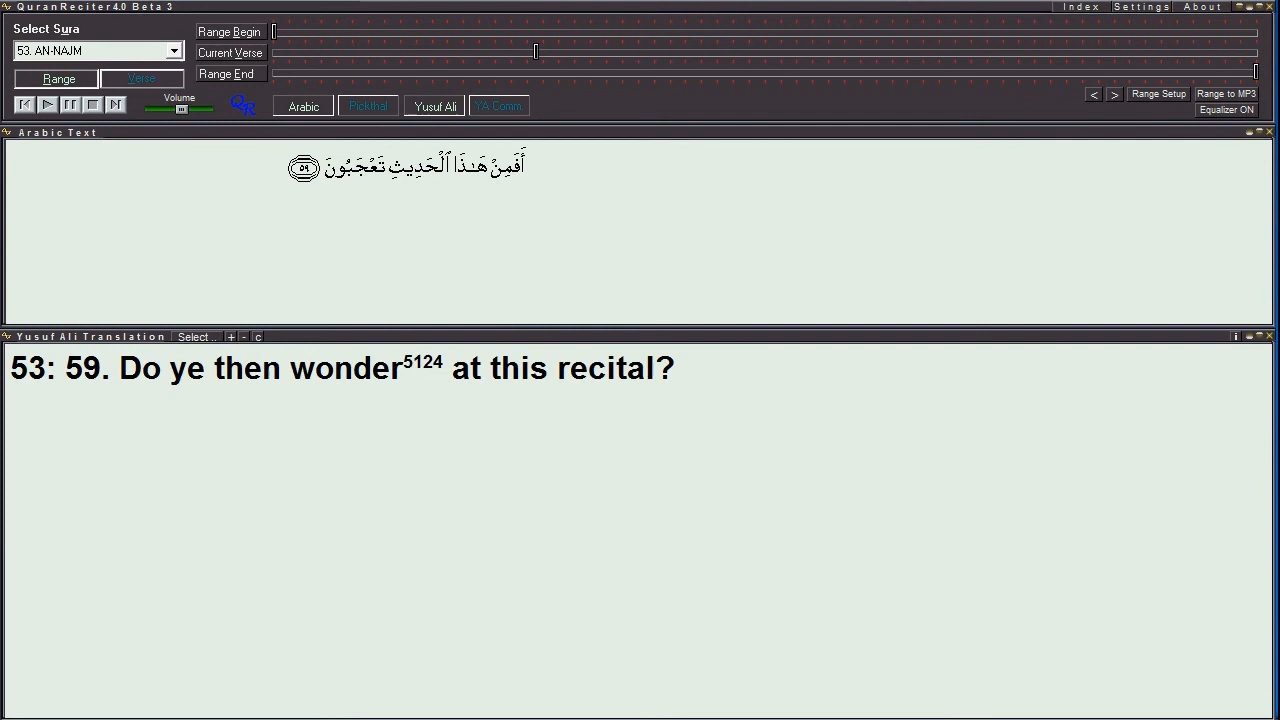 QuranReciter4.0 Beta 3
Index Settings About
Select Sura
53. AN-NAJM
Range Verse
Range Begin
Current Verse
Range End
Volume
QR
Arabic Pickthal Yusuf Ali YA Comm.
< > Range Setup Range to MP3
Equalizer ON
Arabic Text
أَفَمِنْ هَـٰذَا ٱلْحَدِيثِ تَعْجَبُونَ ٥٩
Yusuf Ali Translation Select .. + - c i
53: 59. Do ye then wonder5124 at this recital?